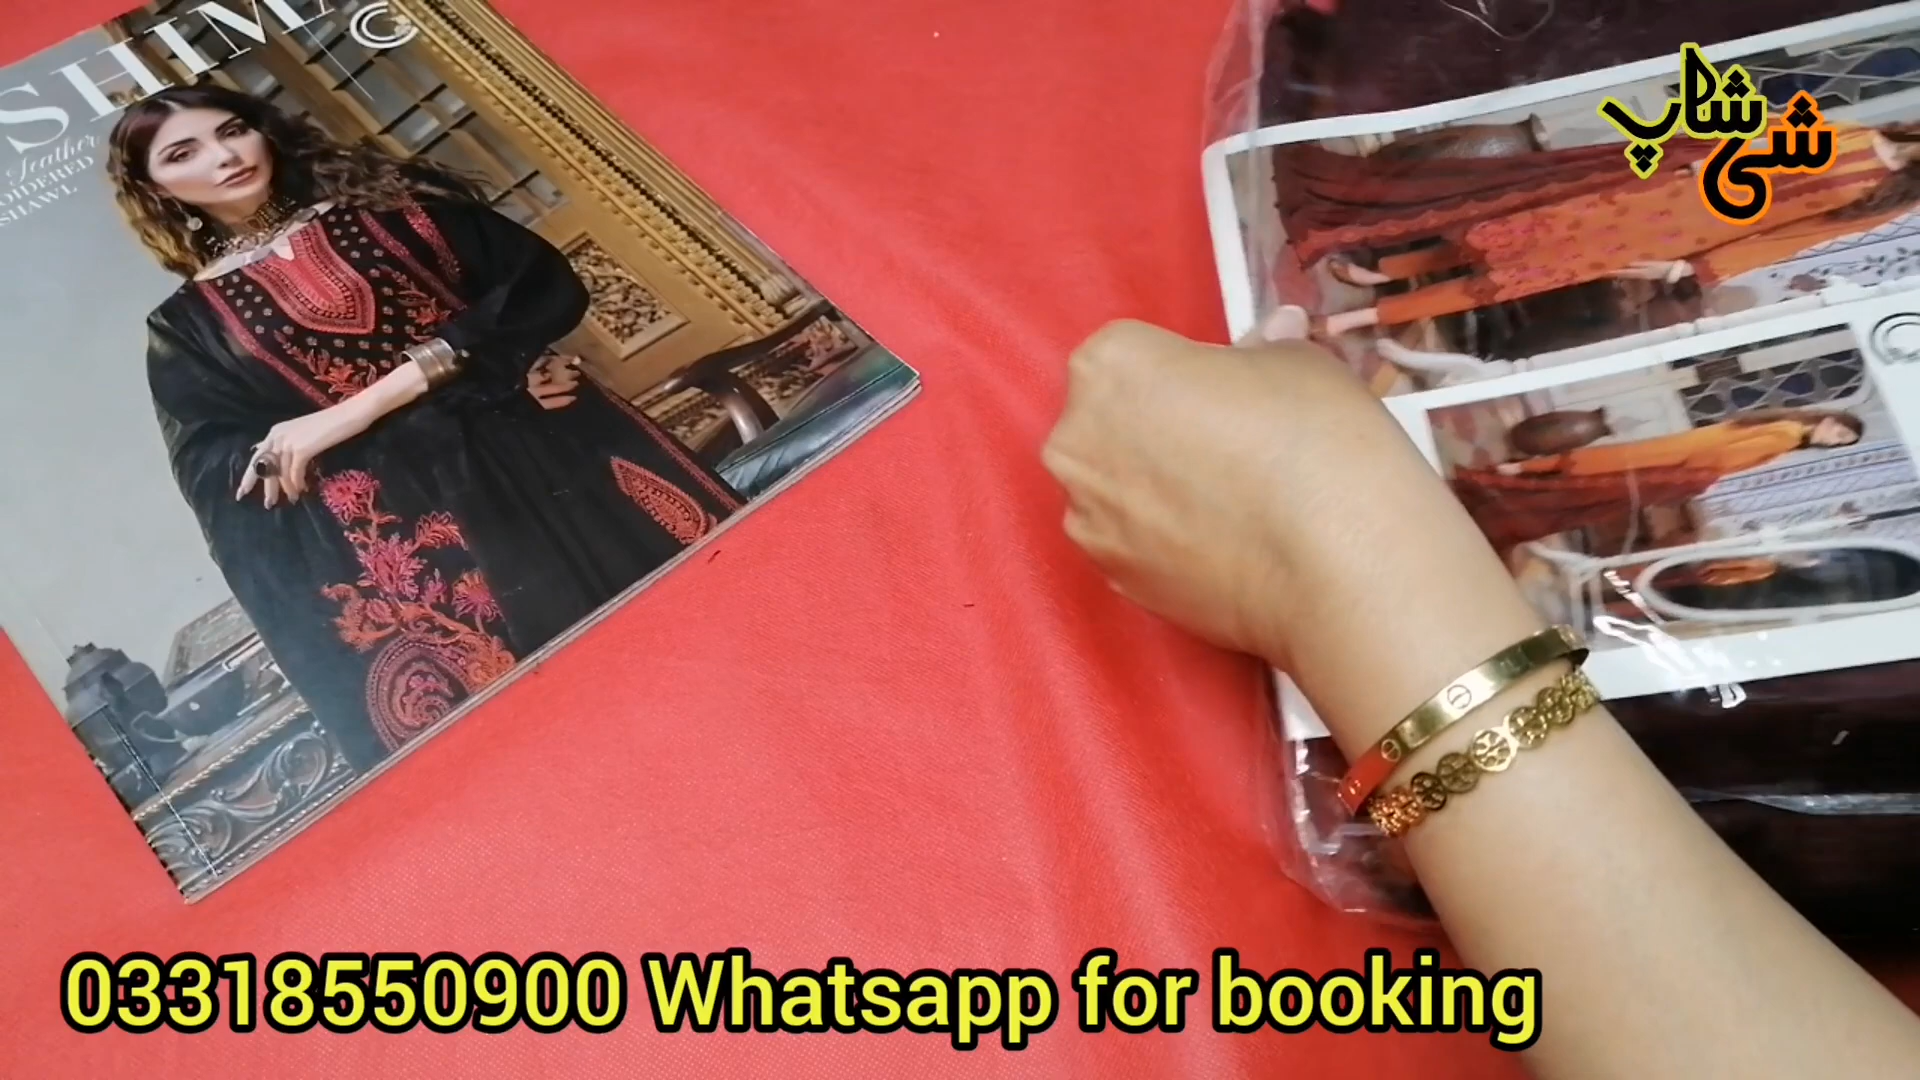 SHIM
feather
OIDERED
SHAWL
شی شاپ
03318550900 Whatsapp for booking